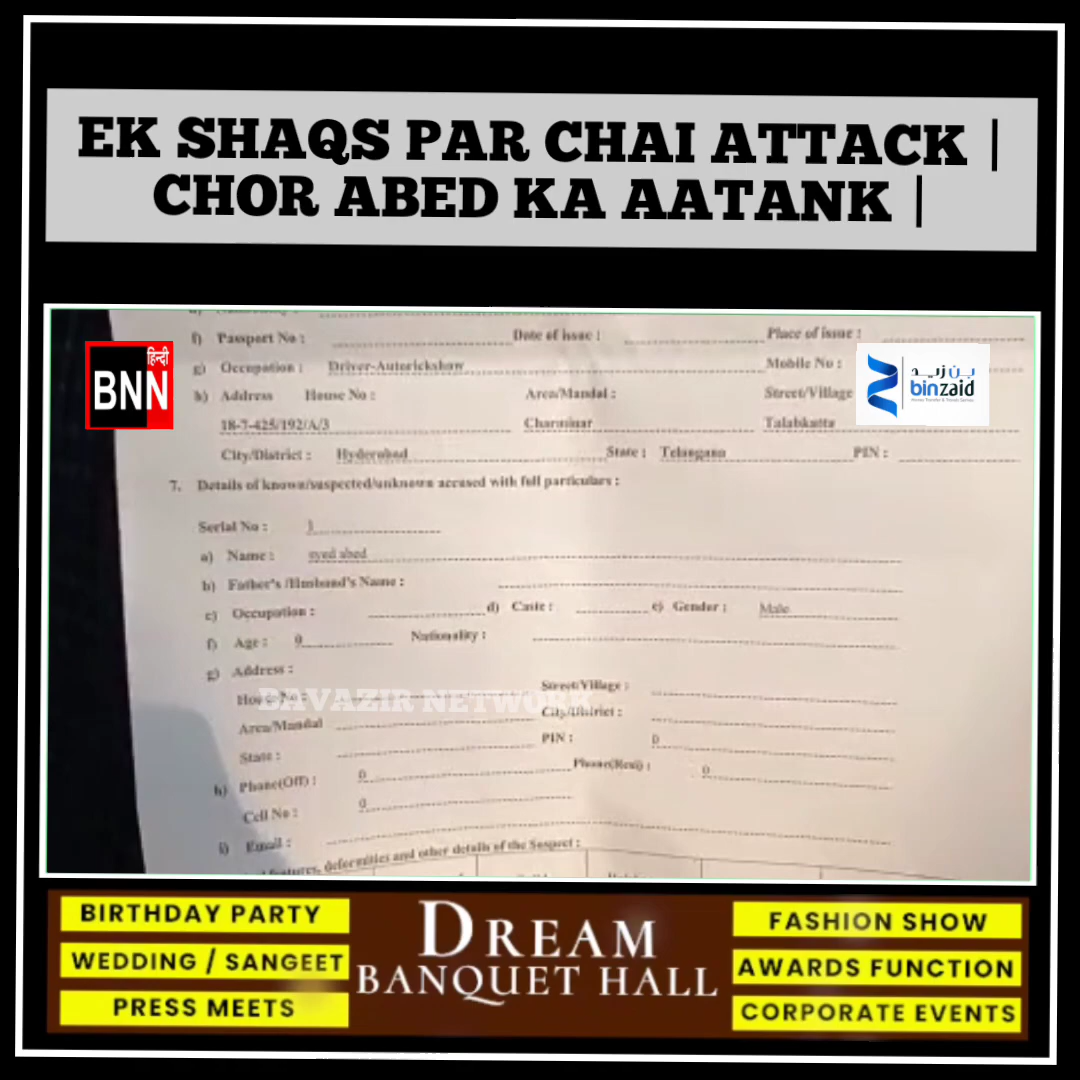 EK SHAQS PAR CHAI ATTACK |
CHOR ABED KA AATANK |
हिन्दी
BNN
بن زيد
binzaid
f) Passport No : Date of issue : Place of issue :
g) Occupation : Driver-Autorickshaw Mobile No :
h) Address House No : Area/Mandal : Street/Village
18-7-425/192/A/3 Charminar Talabkatta
City/District : Hyderabad State : Telangana PIN :
7. Details of known/suspected/unknown accused with full particulars :
Serial No : 1
a) Name : syed abed
b) Father's /Husband's Name :
c) Occupation : d) Caste : e) Gender : Male
f) Age : 0 Nationality :
g) Address :
House No Street/Village :
BAVAZIR NETWORK
Area/Mandal City/District :
State : PIN : 0
h) Phone(Off) : 0 Phone(Resi) : 0
Cell No : 0
i) Email :
features, deformities and other details of the Suspect :
BIRTHDAY PARTY
WEDDING / SANGEET
PRESS MEETS
DREAM
BANQUET HALL
FASHION SHOW
AWARDS FUNCTION
CORPORATE EVENTS